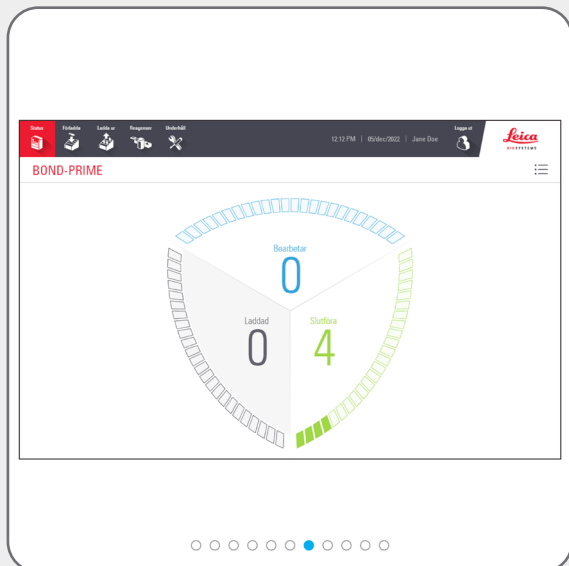 Status Förladda Ladda ur Reagenser Underhåll
12:12 PM | 05/dec/2022 | Jane Doe
Logga ut
Leica
BIOSYSTEMS
BOND-PRIME
Bearbetar
0
Laddad
0
Slutföra
4